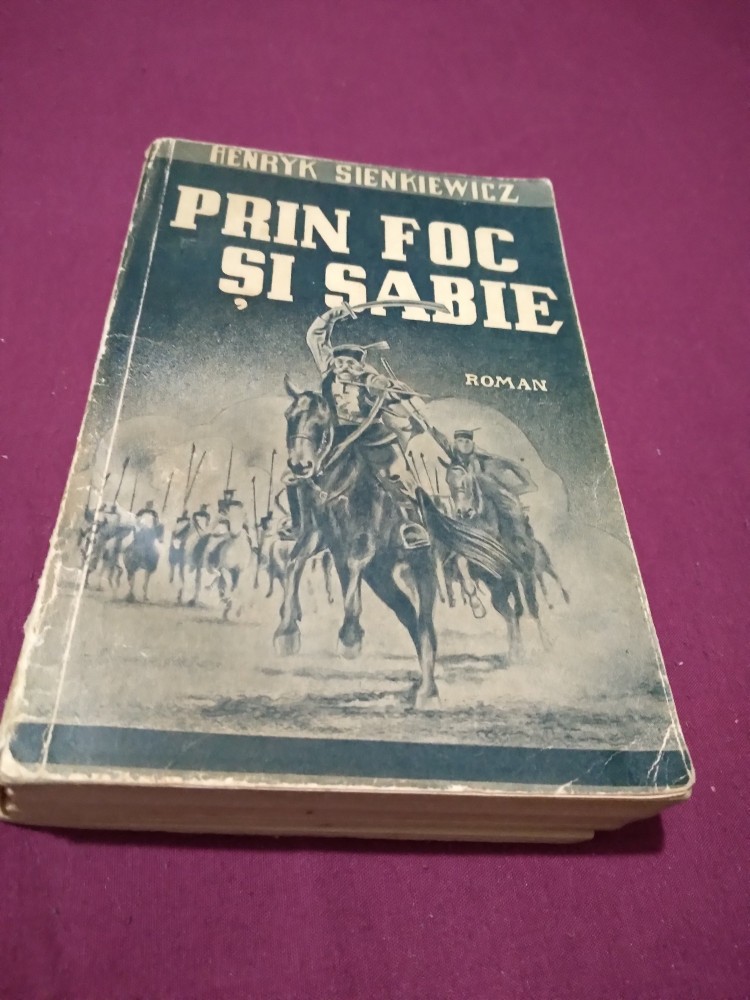 HENRYK SIENKIEWICZ
PRIN FOC
ȘI SABIE
ROMAN